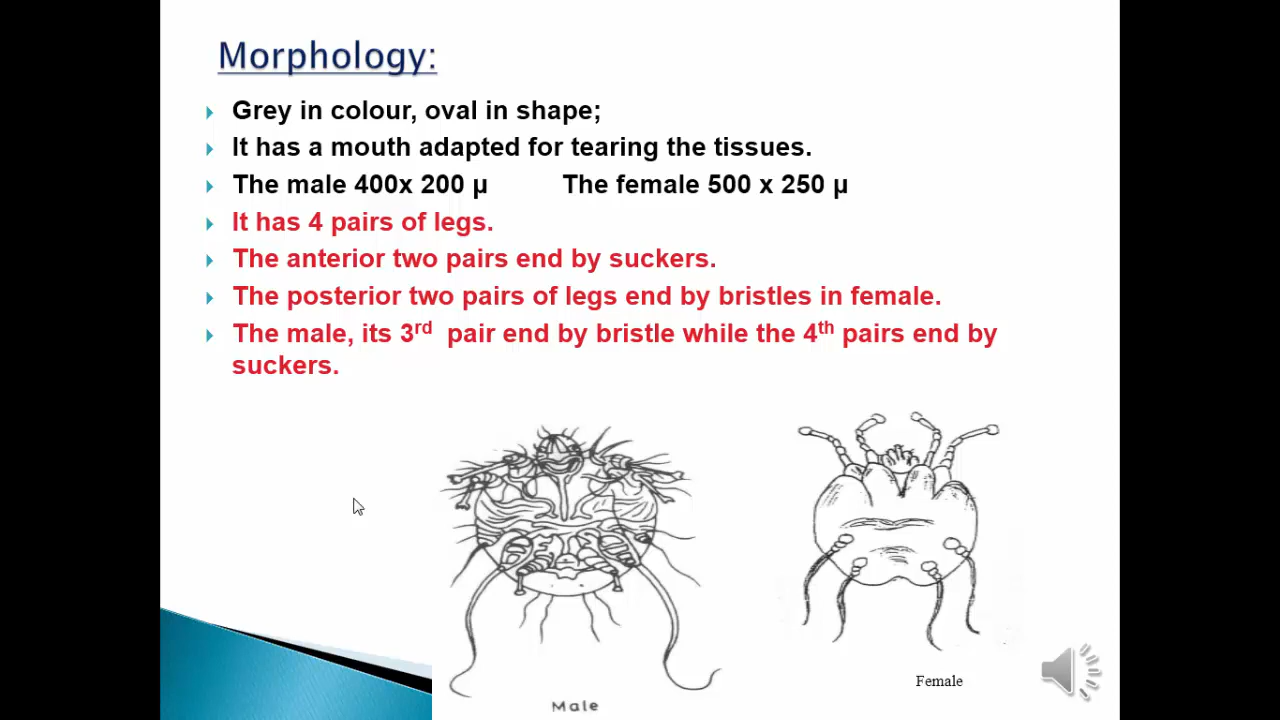 Morphology:
Grey in colour, oval in shape;
It has a mouth adapted for tearing the tissues.
The male 400x 200 µ The female 500 x 250 µ
It has 4 pairs of legs.
The anterior two pairs end by suckers.
The posterior two pairs of legs end by bristles in female.
The male, its 3rd pair end by bristle while the 4th pairs end by
suckers.
Male
Female